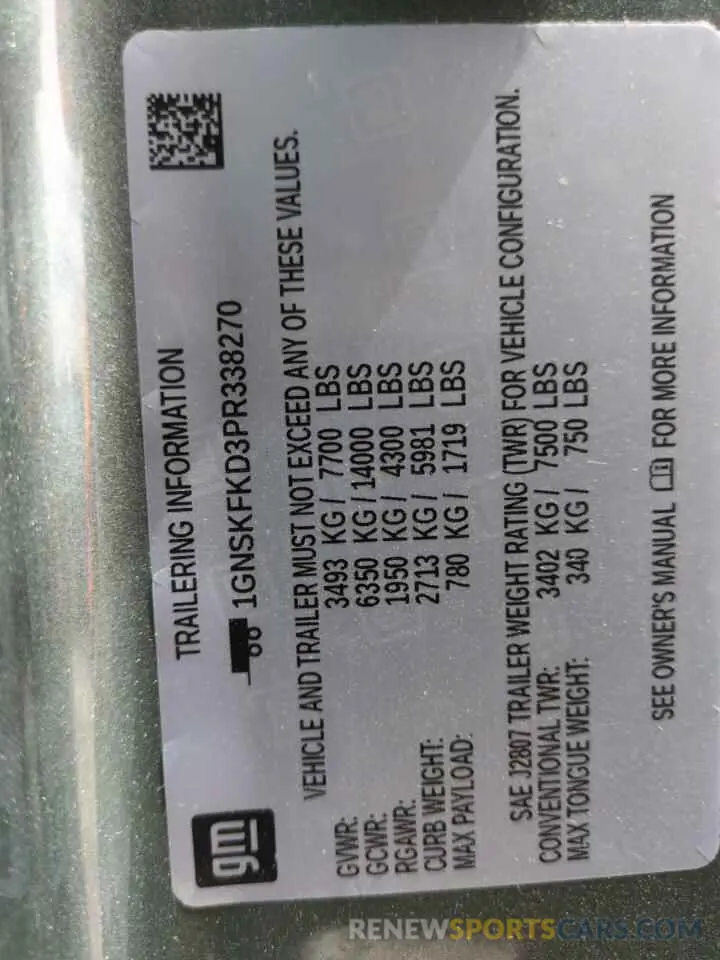 gm
TRAILERING INFORMATION
1GNSKFKD3PR338270
VEHICLE AND TRAILER MUST NOT EXCEED ANY OF THESE VALUES.
GVWR: 3493 KG / 7700 LBS
GCWR: 6350 KG / 14000 LBS
RGAWR: 1950 KG / 4300 LBS
CURB WEIGHT: 2713 KG / 5981 LBS
MAX PAYLOAD: 780 KG / 1719 LBS
SAE J2807 TRAILER WEIGHT RATING (TWR) FOR VEHICLE CONFIGURATION.
CONVENTIONAL TWR: 3402 KG / 7500 LBS
MAX TONGUE WEIGHT: 340 KG / 750 LBS
SEE OWNER'S MANUAL FOR MORE INFORMATION
RENEWSPORTSCARS.COM